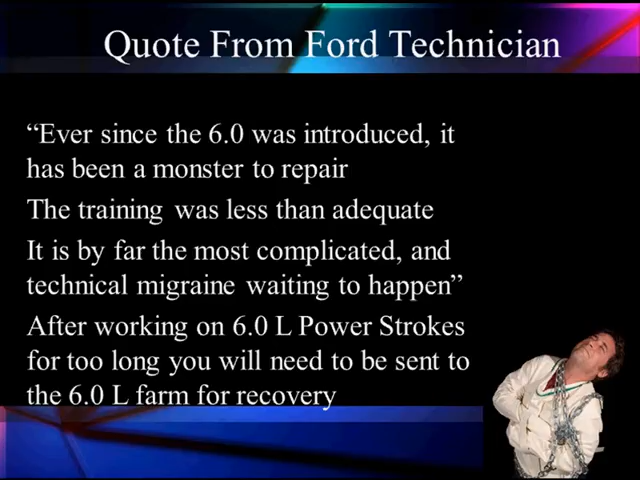 Quote From Ford Technician
“Ever since the 6.0 was introduced, it
has been a monster to repair
The training was less than adequate
It is by far the most complicated, and
technical migraine waiting to happen”
After working on 6.0 L Power Strokes
for too long you will need to be sent to
the 6.0 L farm for recovery